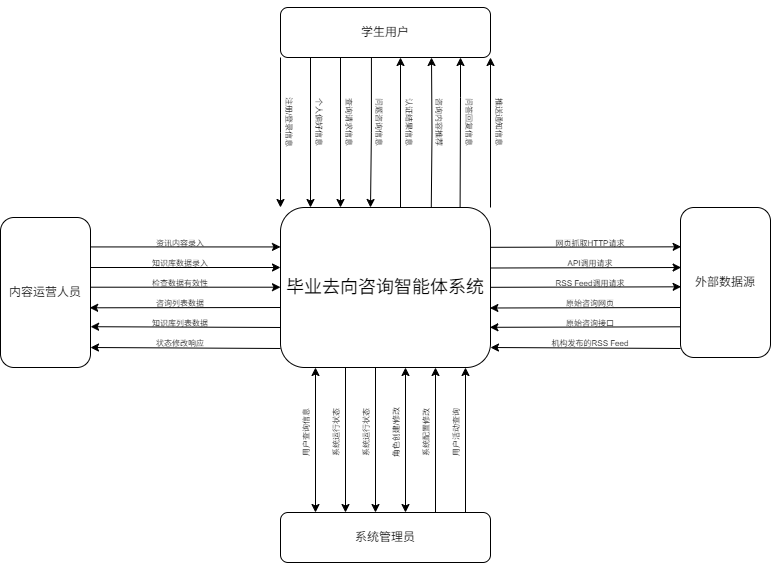 学生用户
注册/登录信息
个人偏好信息
查询请求信息
问题咨询信息
认证结果信息
咨询内容推荐
问答回复信息
推送通知信息
内容运营人员
资讯内容录入
知识库数据录入
检查数据有效性
咨询列表数据
知识库列表数据
状态修改响应
毕业去向咨询智能体系统
网页抓取HTTP请求
API调用请求
RSS Feed调用请求
原始咨询网页
原始咨询接口
机构发布的RSS Feed
外部数据源
用户查询信息
系统运行状态
系统运行状态
角色创建/修改
系统配置修改
用户活动查询
系统管理员